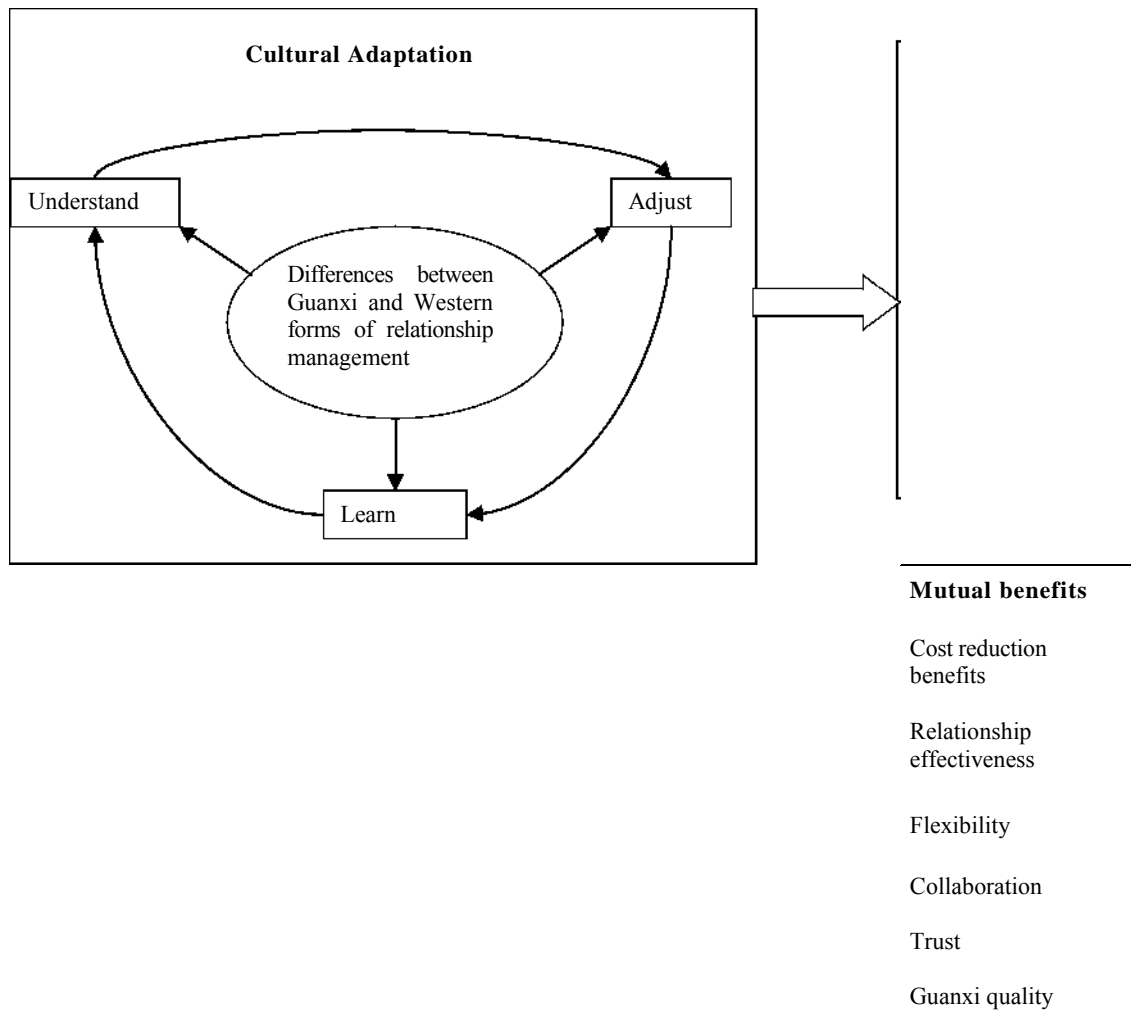 Cultural Adaptation
Understand
Adjust
Differences between
Guanxi and Western
forms of relationship
management
Learn
Mutual benefits
Cost reduction
benefits
Relationship
effectiveness
Flexibility
Collaboration
Trust
Guanxi quality